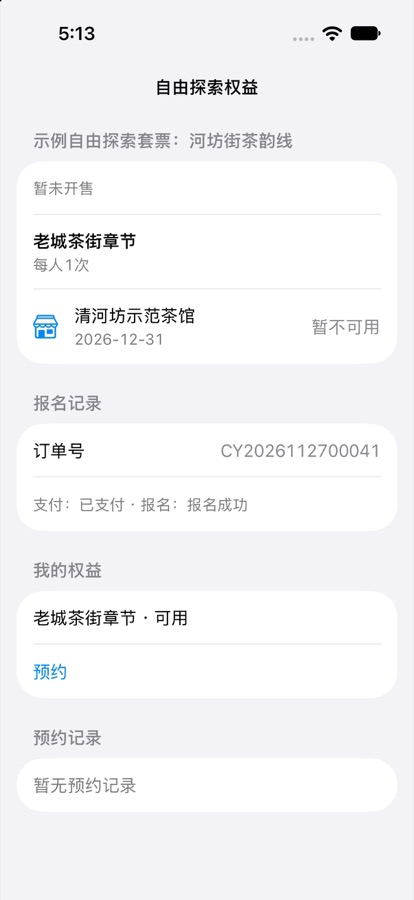 5:13
自由探索权益
示例自由探索套票：河坊街茶韵线
暂未开售
老城茶街章节
每人1次
清河坊示范茶馆
2026-12-31
暂不可用
报名记录
订单号 CY2026112700041
支付：已支付 · 报名：报名成功
我的权益
老城茶街章节 · 可用
预约
预约记录
暂无预约记录